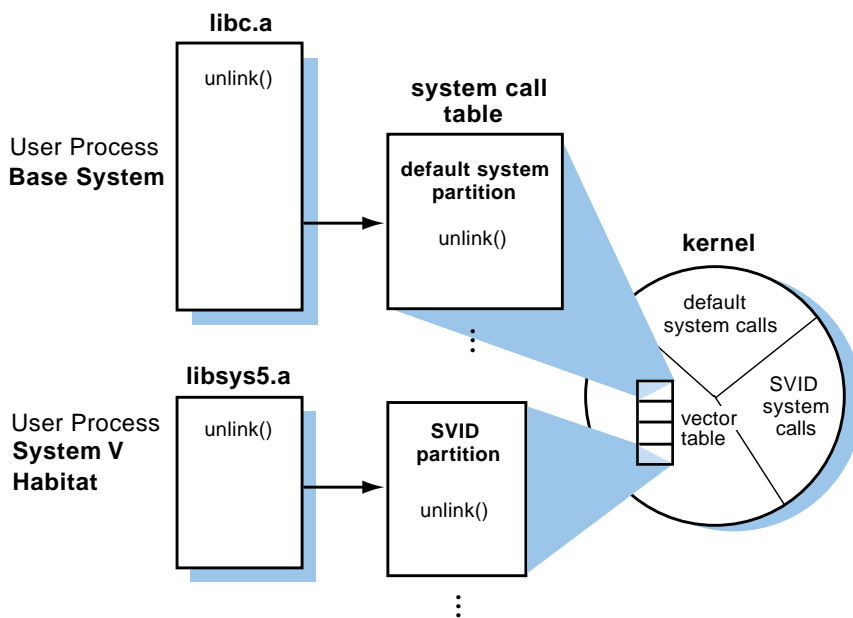 libc.a
unlink()
User Process
Base System
system call
table
default system
partition
unlink()
kernel
default
system calls
SVID
system
calls
vector
table
libsys5.a
unlink()
User Process
System V
Habitat
SVID
partition
unlink()